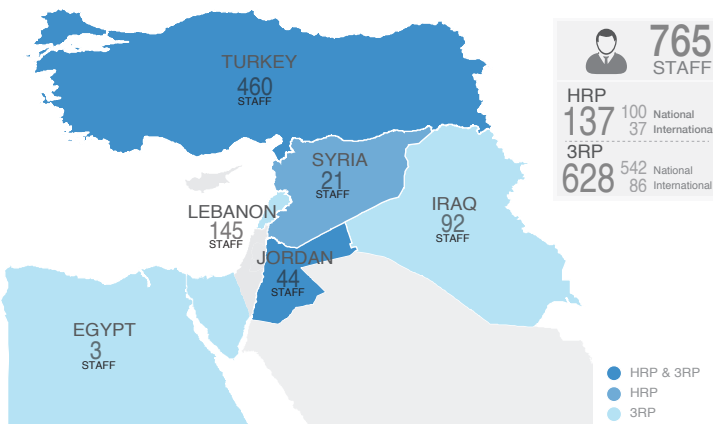 TURKEY
460
STAFF
SYRIA
21
STAFF
LEBANON
145
STAFF
IRAQ
92
STAFF
JORDAN
44
STAFF
EGYPT
3
STAFF
765
STAFF
HRP
137
100 National
37 Internationa
3RP
628
542 National
86 International
HRP & 3RP
HRP
3RP